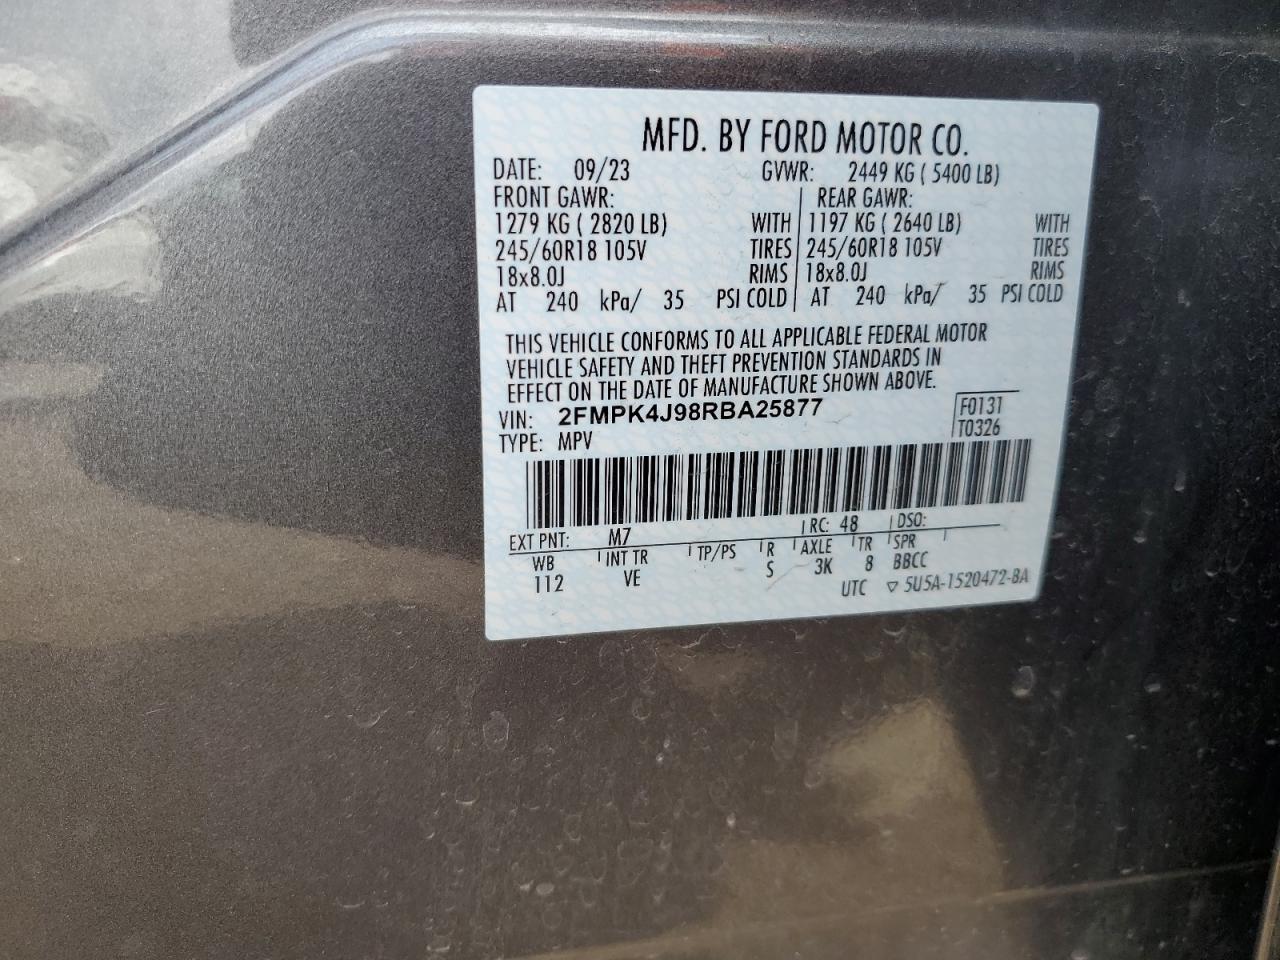 MFD. BY FORD MOTOR CO.
DATE: 09/23 GVWR: 2449 KG ( 5400 LB)
FRONT GAWR: REAR GAWR:
1279 KG ( 2820 LB) WITH 1197 KG ( 2640 LB) WITH
245/60R18 105V TIRES 245/60R18 105V TIRES
18x8.0J RIMS 18x8.0J RIMS
AT 240 kPa/ 35 PSI COLD AT 240 kPa/ 35 PSI COLD
THIS VEHICLE CONFORMS TO ALL APPLICABLE FEDERAL MOTOR
VEHICLE SAFETY AND THEFT PREVENTION STANDARDS IN
EFFECT ON THE DATE OF MANUFACTURE SHOWN ABOVE.
VIN: 2FMPK4J98RBA25877 F0131
TYPE: MPV T0326
EXT PNT: M7 RC: 48 DSO:
WB INT TR TP/PS R AXLE TR SPR
112 VE S 3K 8 BBCC
UTC ▽ 5U5A-1520472-BA